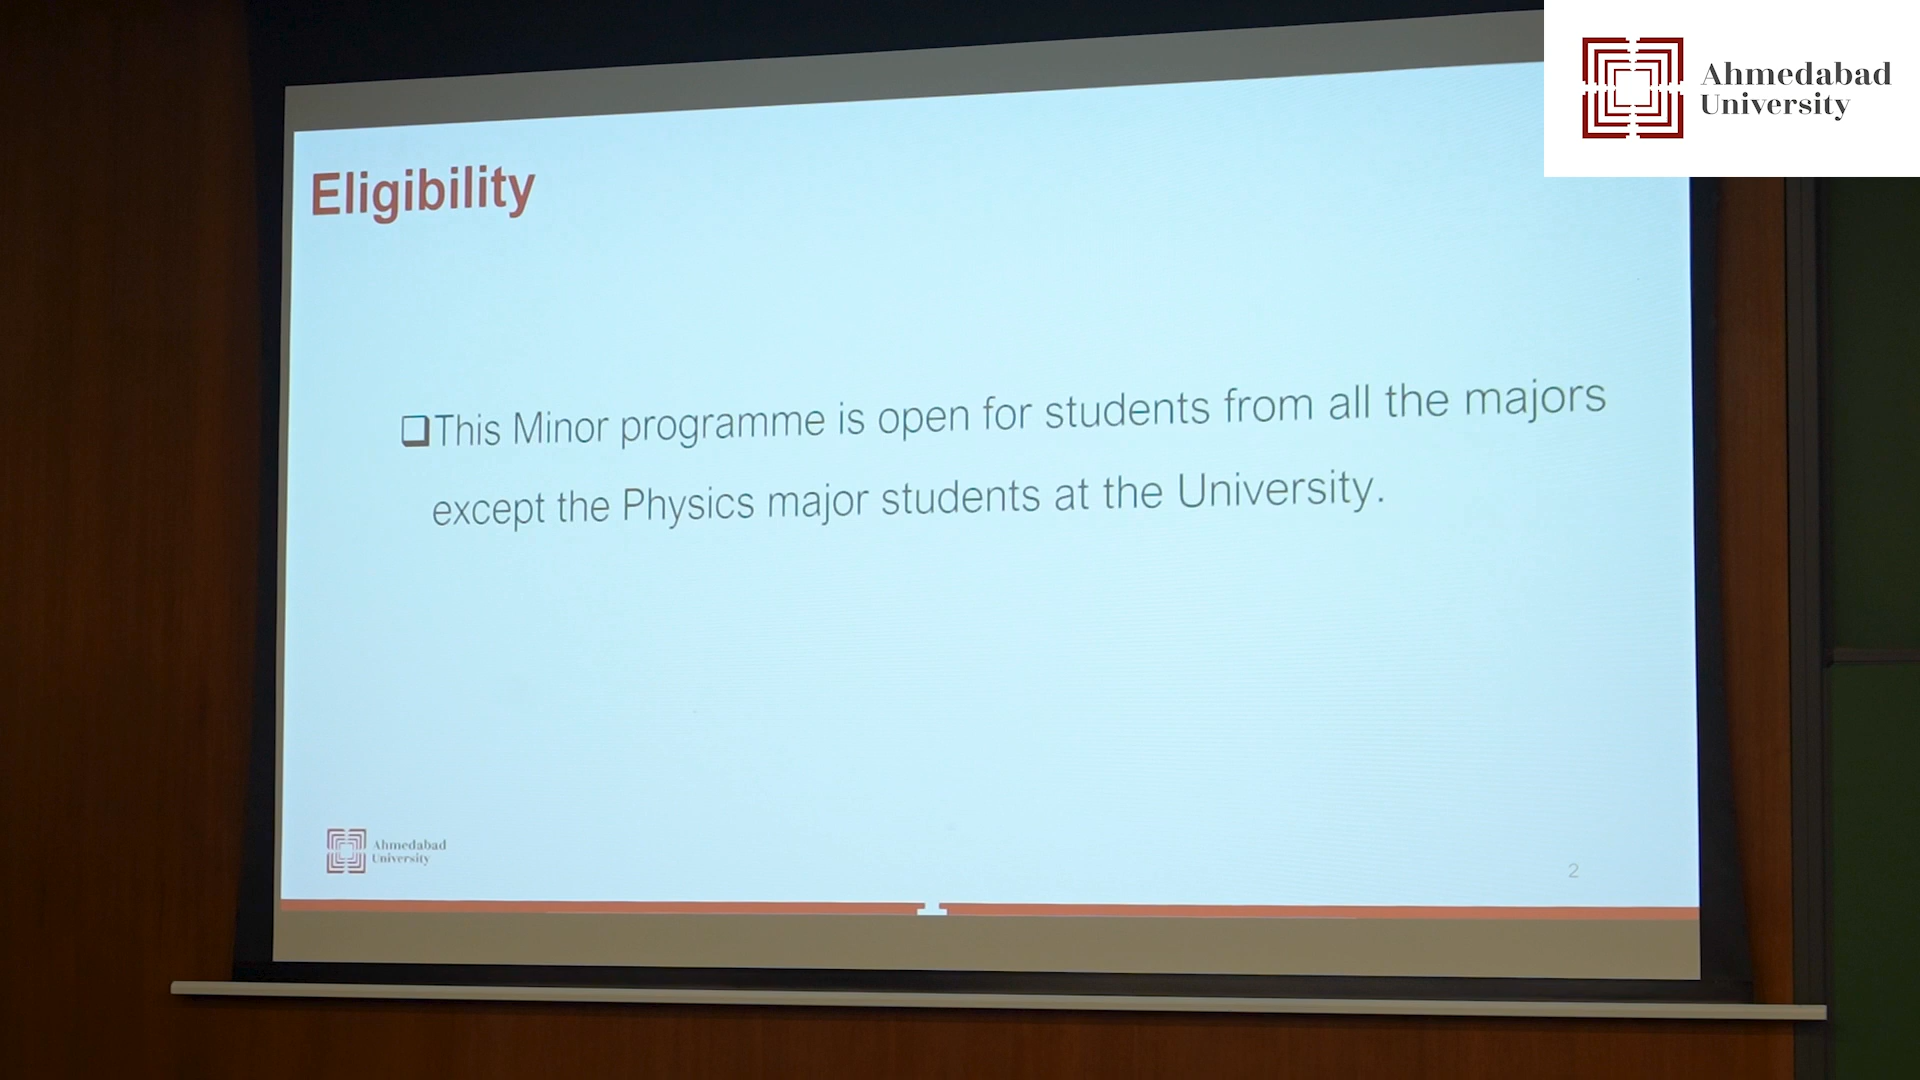 Ahmedabad
University
Eligibility
❑This Minor programme is open for students from all the majors
except the Physics major students at the University.
Ahmedabad
University
2